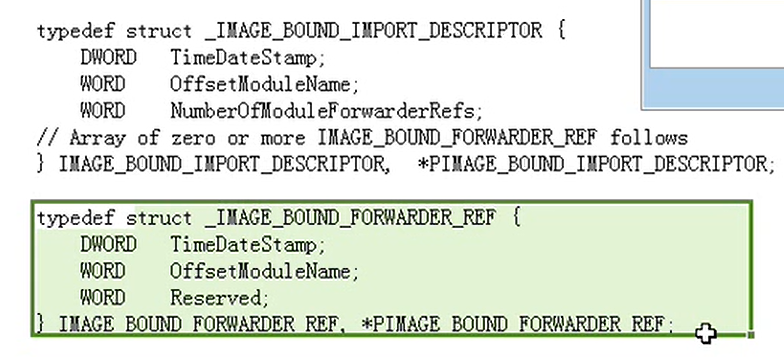 typedef struct _IMAGE_BOUND_IMPORT_DESCRIPTOR {
    DWORD   TimeDateStamp;
    WORD    OffsetModuleName;
    WORD    NumberOfModuleForwarderRefs;
// Array of zero or more IMAGE_BOUND_FORWARDER_REF follows
} IMAGE_BOUND_IMPORT_DESCRIPTOR,  *PIMAGE_BOUND_IMPORT_DESCRIPTOR;
typedef struct _IMAGE_BOUND_FORWARDER_REF {
    DWORD   TimeDateStamp;
    WORD    OffsetModuleName;
    WORD    Reserved;
} IMAGE_BOUND_FORWARDER_REF, *PIMAGE_BOUND_FORWARDER_REF;